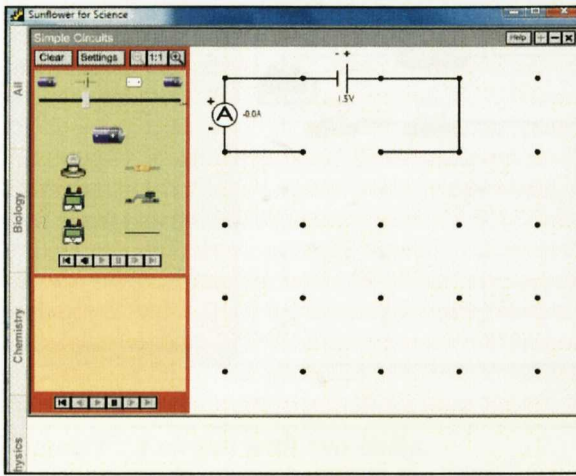 Sunflower for Science
Simple Circuits
Help
Clear
Settings
1:1
All
Biology
Chemistry
hysics
- +
1.5V
+
A
-0.0A
-